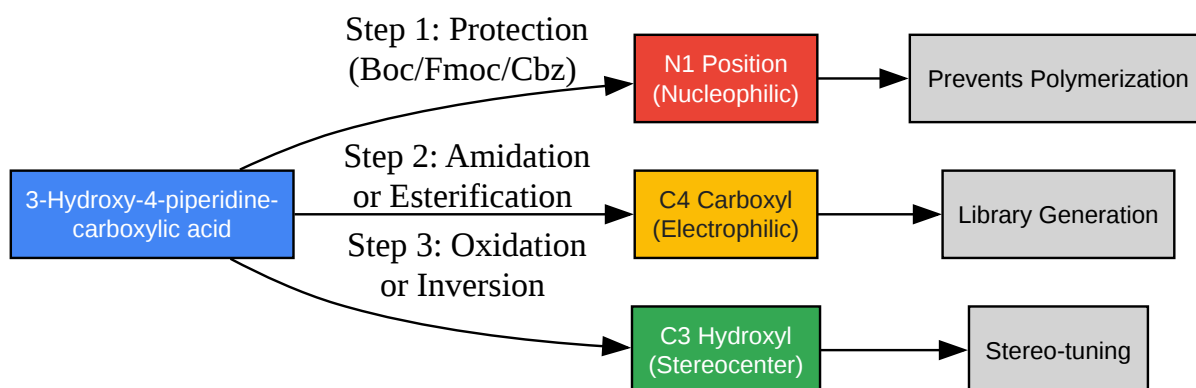 Step 1: Protection
(Boc/Fmoc/Cbz)
N1 Position
(Nucleophilic)
Prevents Polymerization
3-Hydroxy-4-piperidine-
carboxylic acid
Step 2: Amidation
or Esterification
C4 Carboxyl
(Electrophilic)
Library Generation
Step 3: Oxidation
or Inversion
C3 Hydroxyl
(Stereocenter)
Stereo-tuning